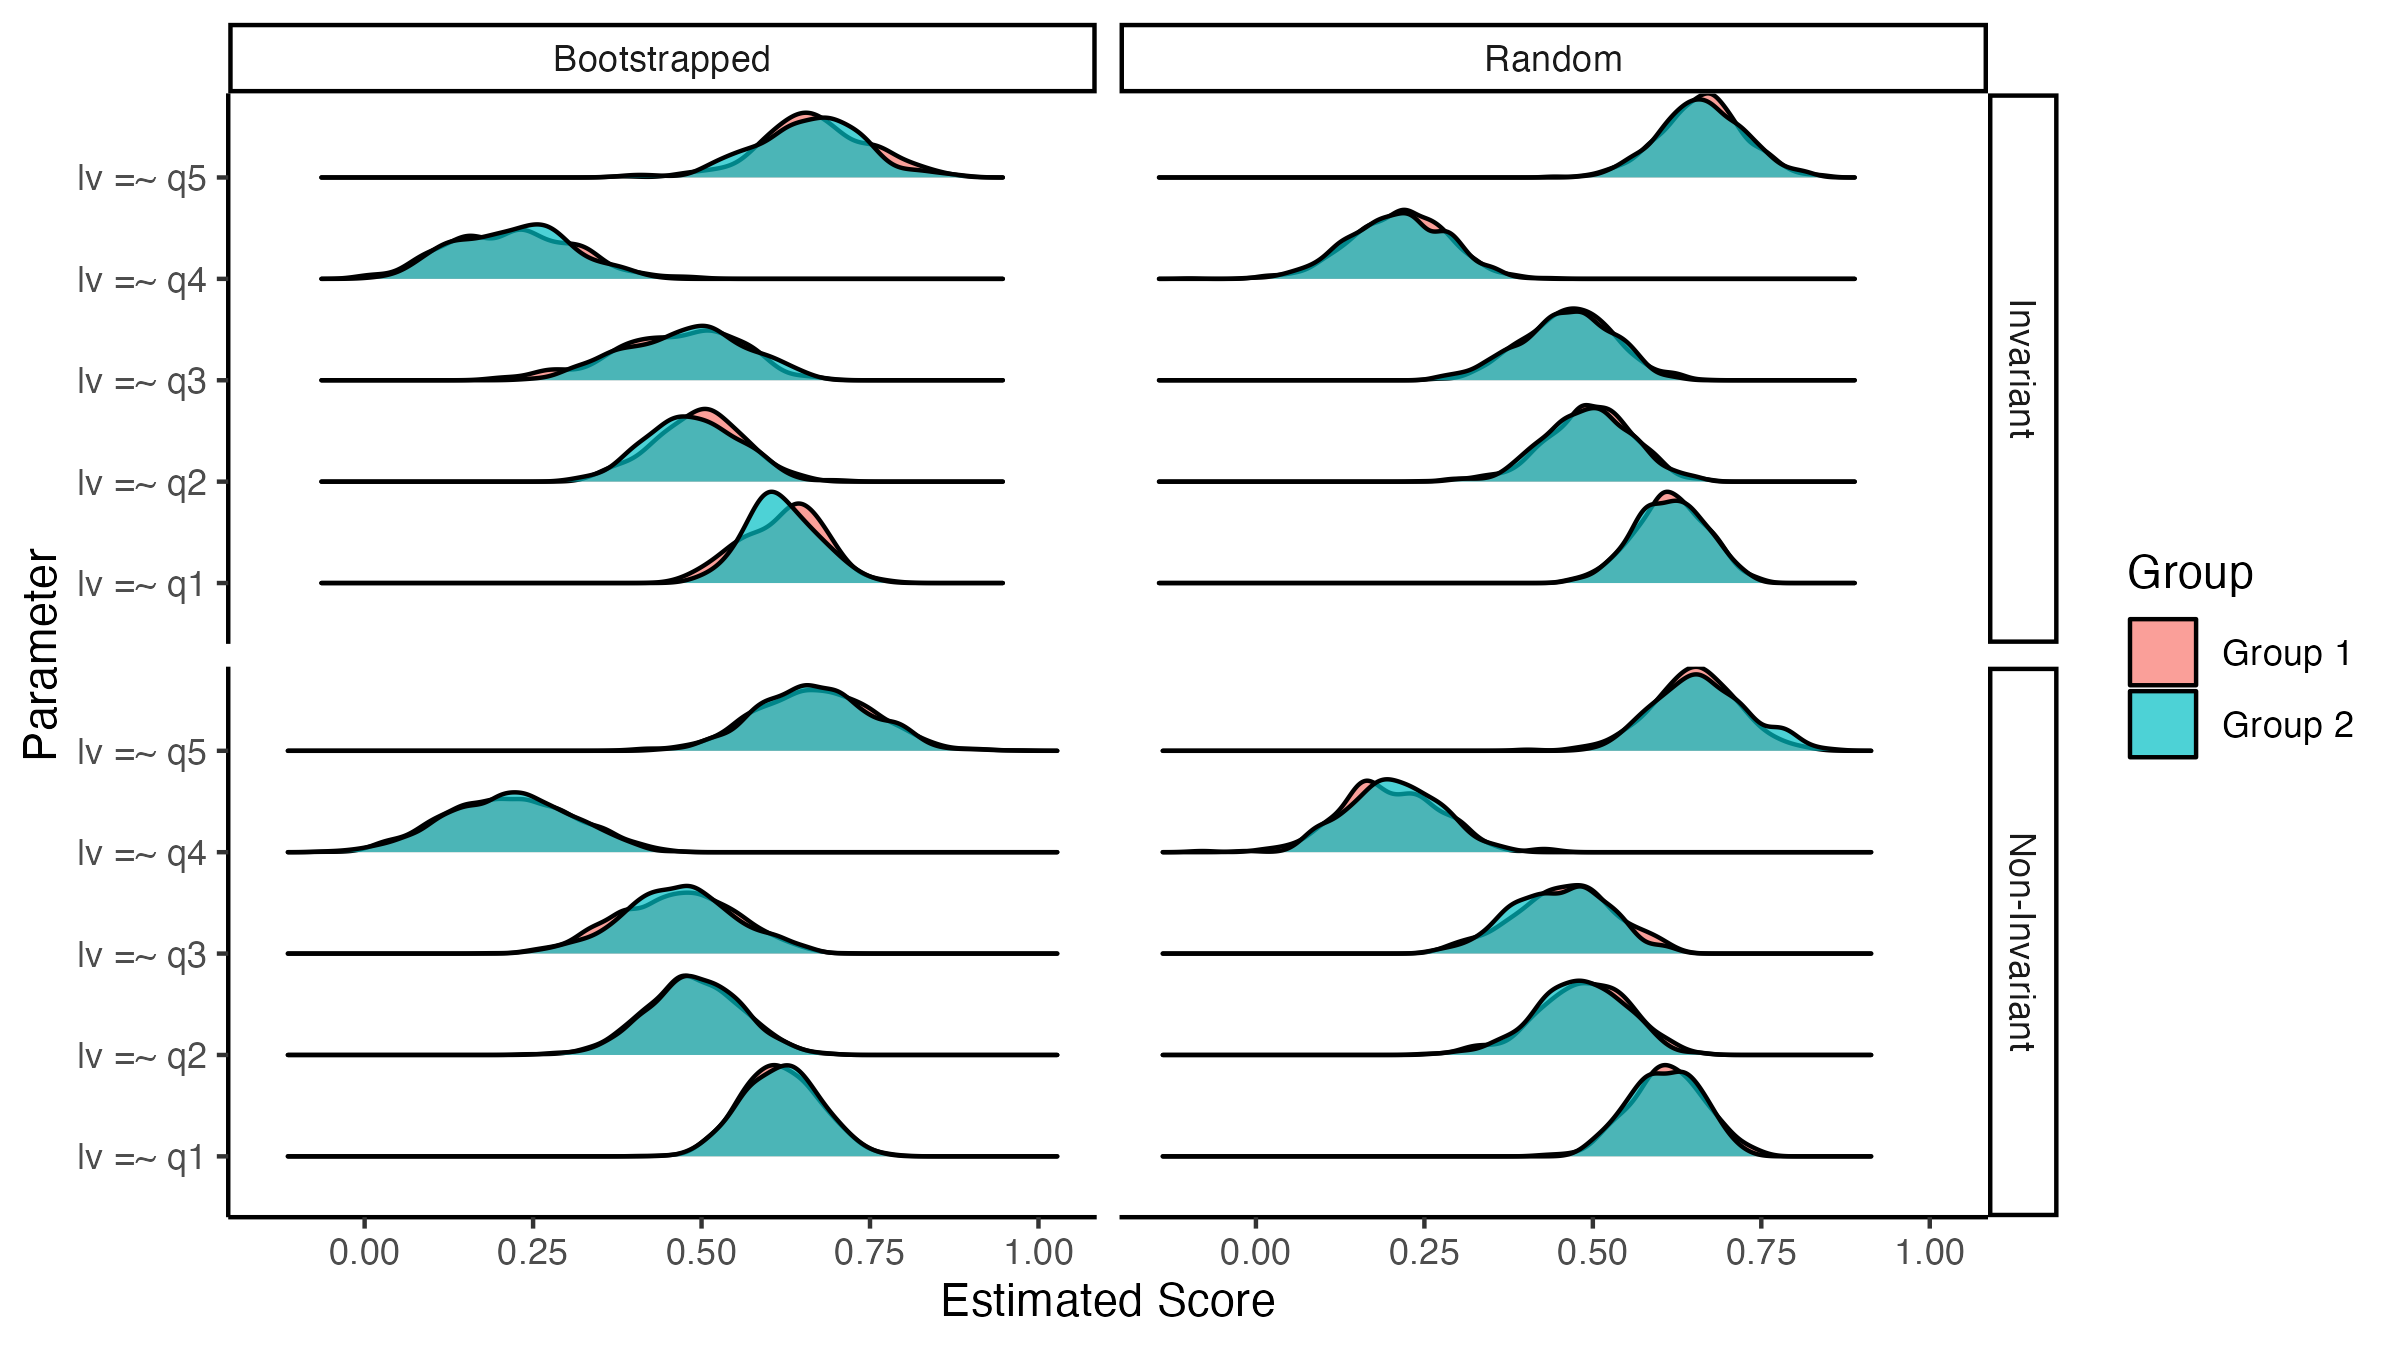 Bootstrapped
Random
lv =~ q5
lv =~ q4
lv =~ q3
lv =~ q2
lv =~ q1
Invariant
lv =~ q5
lv =~ q4
lv =~ q3
lv =~ q2
lv =~ q1
Non-Invariant
Parameter
0.00 0.25 0.50 0.75 1.00
0.00 0.25 0.50 0.75 1.00
Estimated Score
Group
Group 1
Group 2